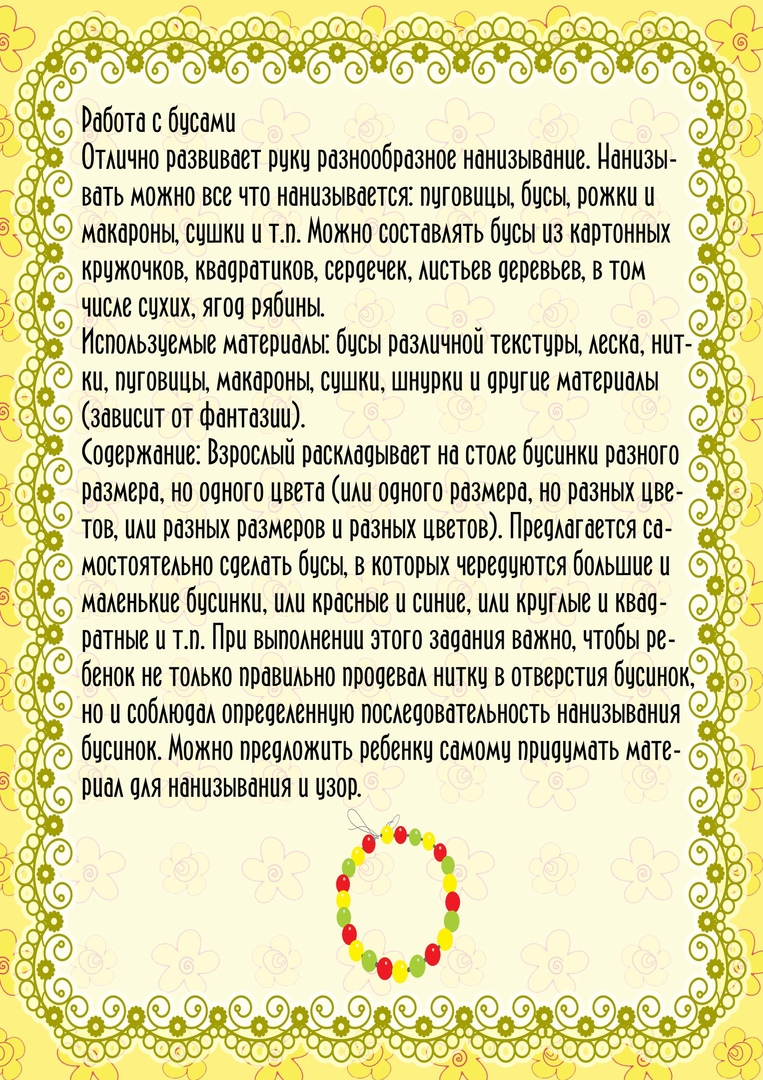 Работа с бусами
Отлично развивает руку разнообразное нанизывание. Нанизы-
вать можно все что нанизывается: пуговицы, бусы, рожки и
макароны, сушки и т.п. Можно составлять бусы из картонных
кружочков, квадратиков, сердечек, листьев деревьев, в том
числе сухих, ягод рябины.
Используемые материалы: бусы различной текстуры, леска, нит-
ки, пуговицы, макароны, сушки, шнурки и другие материалы
(зависит от фантазии).
Содержание: Взрослый раскладывает на столе бусинки разного
размера, но одного цвета (или одного размера, но разных цве-
тов, или разных размеров и разных цветов). Предлагается са-
мостоятельно сделать бусы, в которых чередуются большие и
маленькие бусинки, или красные и синие, или круглые и квад-
ратные и т.п. При выполнении этого задания важно, чтобы ре-
бенок не только правильно продевал нитку в отверстия бусинок,
но и соблюдал определенную последовательность нанизывания
бусинок. Можно предложить ребенку самому придумать мате-
риал для нанизывания и узор.